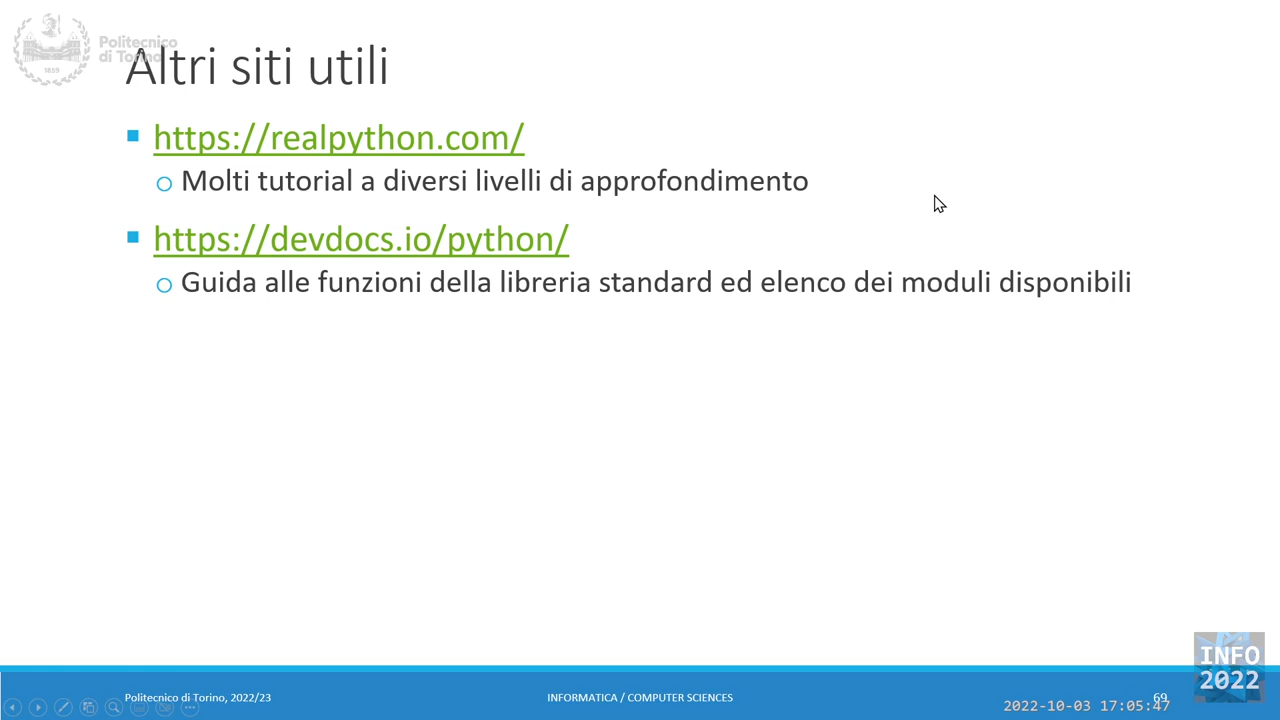 Politecnico
di Torino
1859
Altri siti utili
https://realpython.com/
Molti tutorial a diversi livelli di approfondimento
https://devdocs.io/python/
Guida alle funzioni della libreria standard ed elenco dei moduli disponibili
INFO
2022
Politecnico di Torino, 2022/23
INFORMATICA / COMPUTER SCIENCES
69
2022-10-03 17:05:47